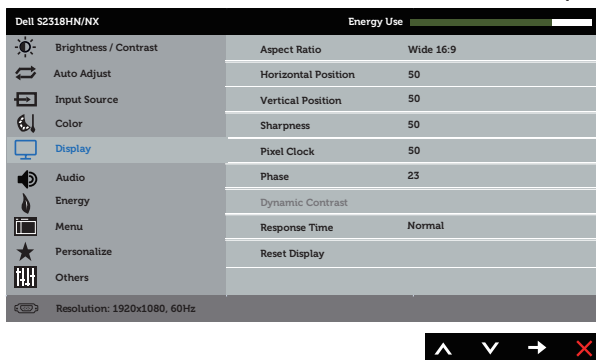 Dell S2318HN/NX Energy Use
Brightness / Contrast
Auto Adjust
Input Source
Color
Display
Audio
Energy
Menu
Personalize
Others
Aspect Ratio Wide 16:9
Horizontal Position 50
Vertical Position 50
Sharpness 50
Pixel Clock 50
Phase 23
Dynamic Contrast
Response Time Normal
Reset Display
Resolution: 1920x1080, 60Hz